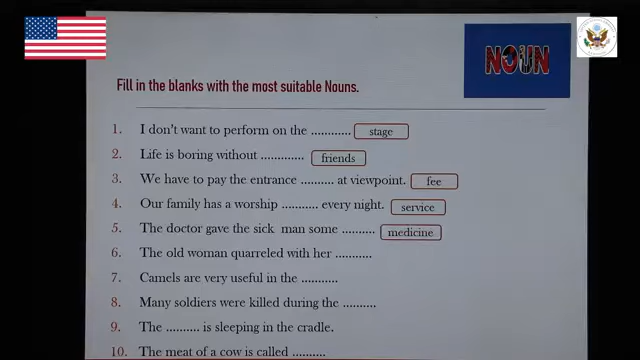 NOUN
Fill in the blanks with the most suitable Nouns.
1. I don't want to perform on the ............ stage
2. Life is boring without ............. friends
3. We have to pay the entrance .......... at viewpoint. fee
4. Our family has a worship ........... every night. service
5. The doctor gave the sick man some .......... medicine
6. The old woman quarreled with her ...........
7. Camels are very useful in the ...........
8. Many soldiers were killed during the ..........
9. The .......... is sleeping in the cradle.
10. The meat of a cow is called ..........